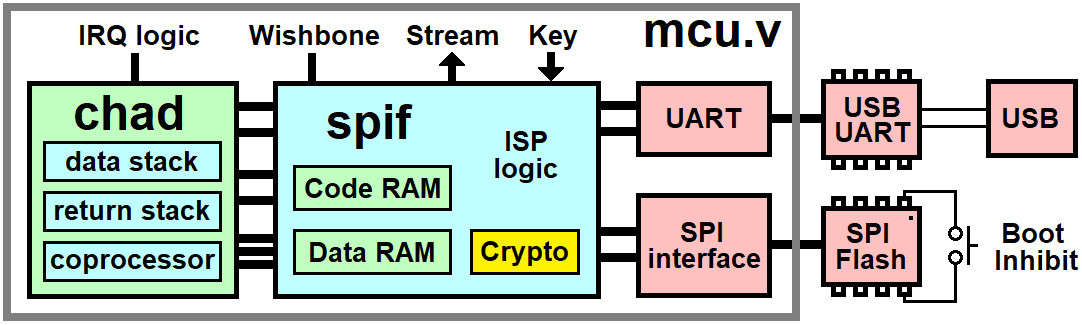 mcu.v
IRQ logic
Wishbone
Stream
Key
chad
data stack
return stack
coprocessor
spif
ISP
logic
Code RAM
Data RAM
Crypto
UART
SPI
interface
USB
UART
USB
SPI
Flash
Boot
Inhibit